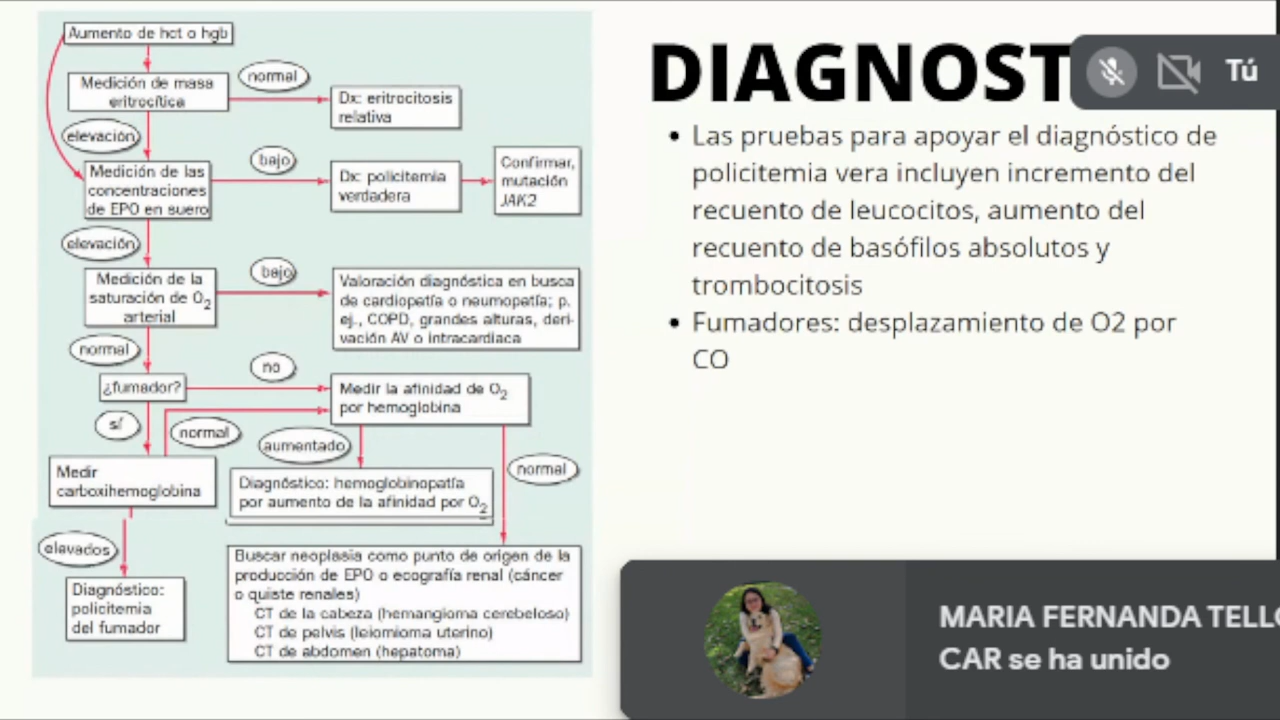 Aumento de hct o hgb
Medición de masa
eritrocítica
normal
Dx: eritrocitosis
relativa
elevación
Medición de las
concentraciones
de EPO en suero
bajo
Dx: policitemia
verdadera
Confirmar,
mutación
JAK2
elevación
Medición de la
saturación de O2
arterial
bajo
Valoración diagnóstica en busca
de cardiopatía o neumopatía; p.
ej., COPD, grandes alturas, deri-
vación AV o intracardiaca
normal
¿fumador?
no
Medir la afinidad de O2
por hemoglobina
sí
normal
aumentado
normal
Medir
carboxihemoglobina
Diagnóstico: hemoglobinopatía
por aumento de la afinidad por O2
elevados
Diagnóstico:
policitemia
del fumador
Buscar neoplasia como punto de origen de la
producción de EPO o ecografía renal (cáncer
o quiste renales)
CT de la cabeza (hemangioma cerebeloso)
CT de pelvis (leiomioma uterino)
CT de abdomen (hepatoma)
DIAGNOST
Tú
• Las pruebas para apoyar el diagnóstico de
policitemia vera incluyen incremento del
recuento de leucocitos, aumento del
recuento de basófilos absolutos y
trombocitosis
• Fumadores: desplazamiento de O2 por
CO
MARIA FERNANDA TELLO
CAR se ha unido